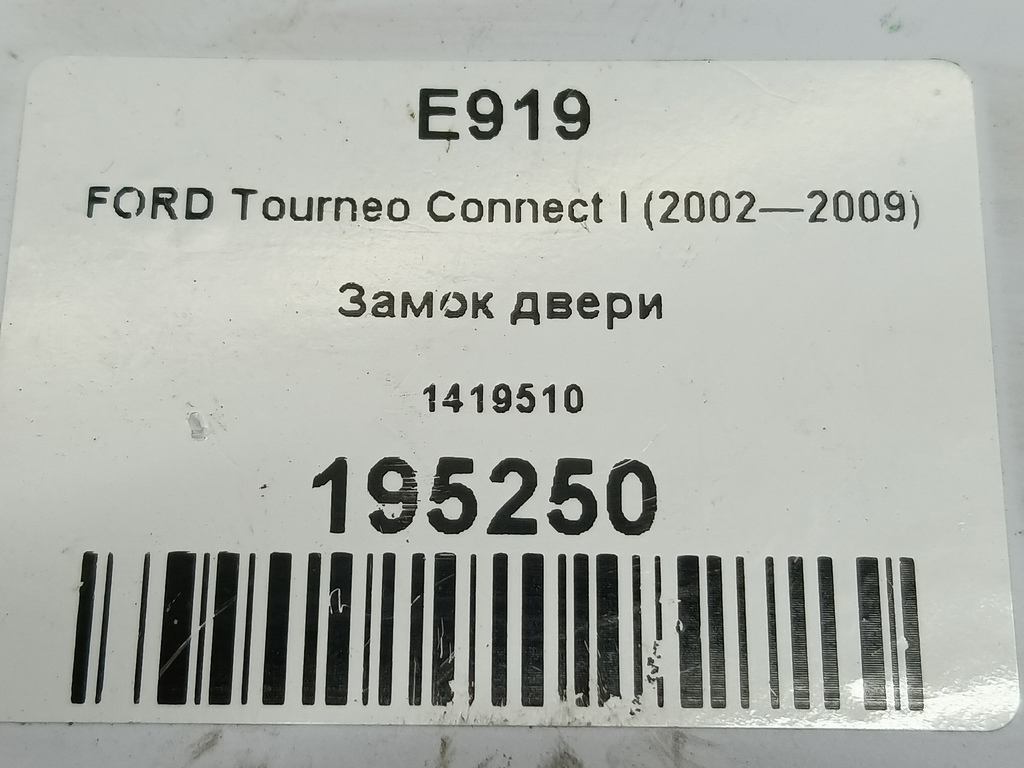 E919
FORD Tourneo Connect I (2002—2009)
Замок двери
1419510
195250